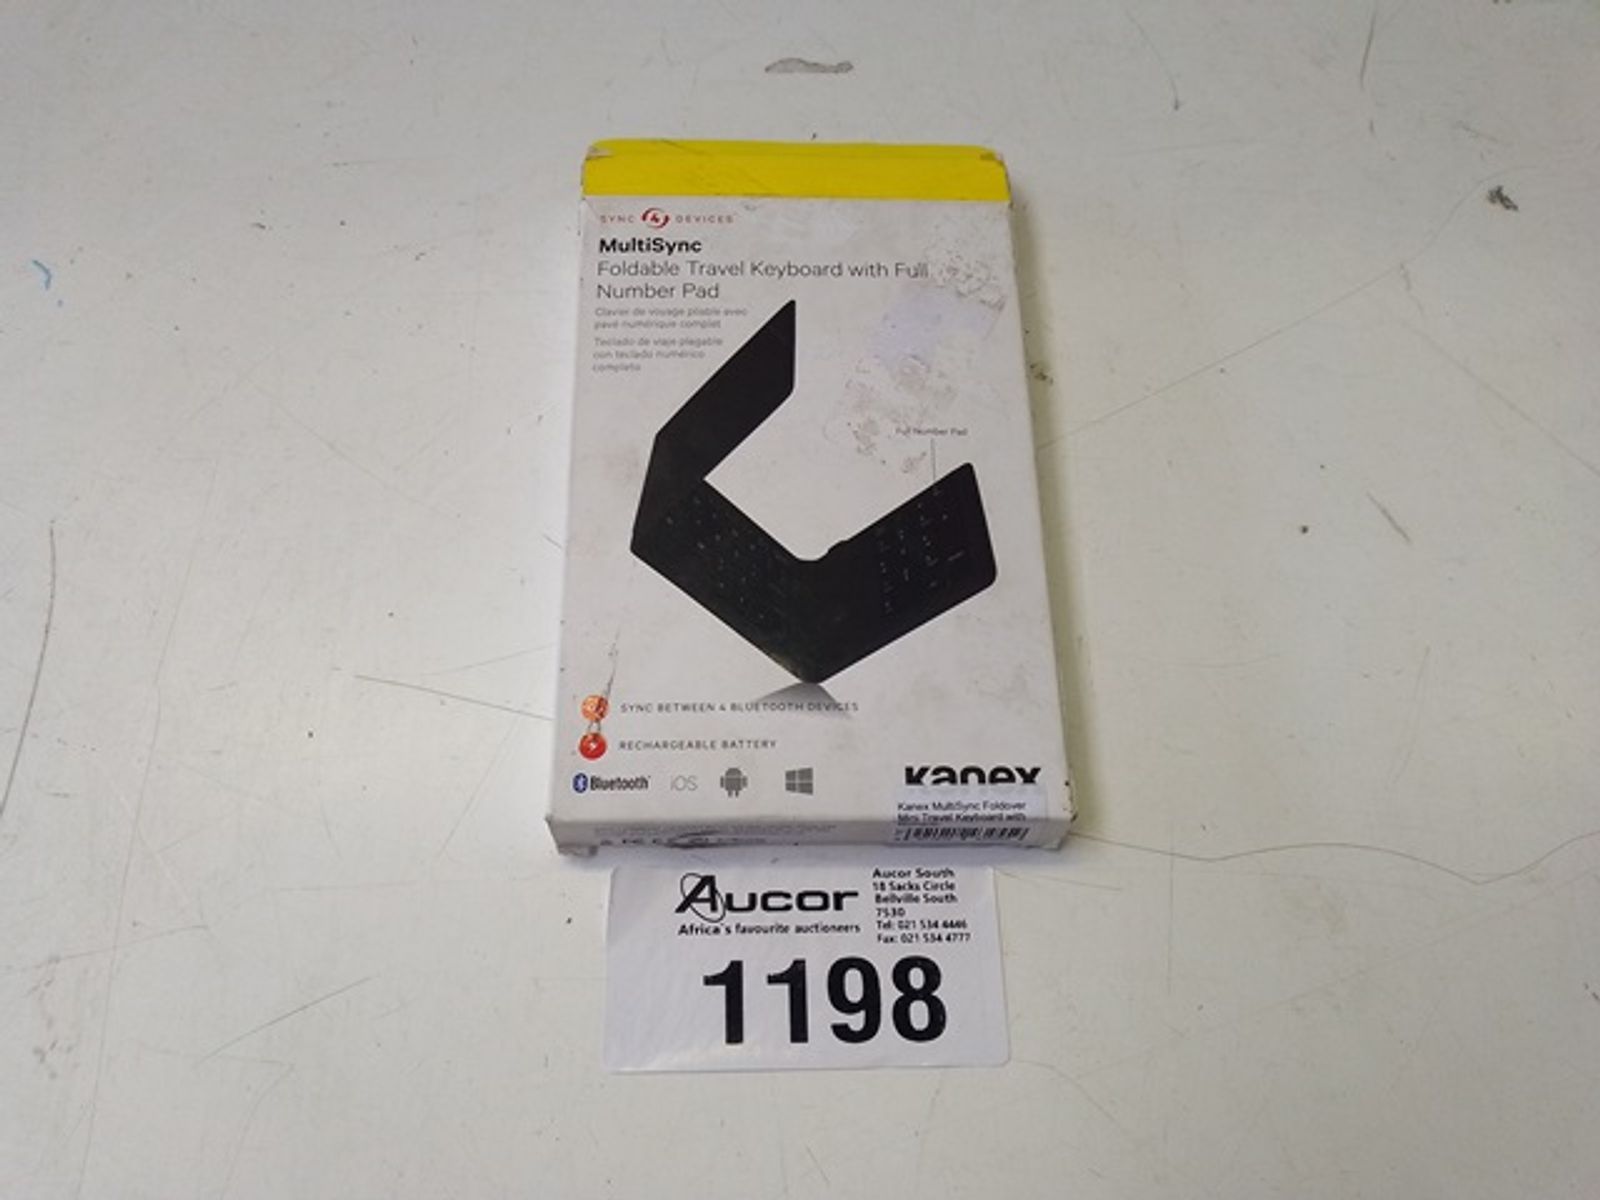 SYNC 4 DEVICES
MultiSync
Foldable Travel Keyboard with Full
Number Pad
Clavier de voyage pliable avec
pavé numérique complet
Teclado de viaje plegable
con teclado numérico
completo
Full Number Pad
SYNC BETWEEN 4 BLUETOOTH DEVICES
RECHARGEABLE BATTERY
Bluetooth iOS
Kanex
Kanex MultiSync Foldover
Mini Travel Keyboard with
Aucor
Africa's favourite auctioneers
Aucor South
18 Sacks Circle
Bellville South
7530
Tel: 021 534 4446
Fax: 021 534 4777
1198